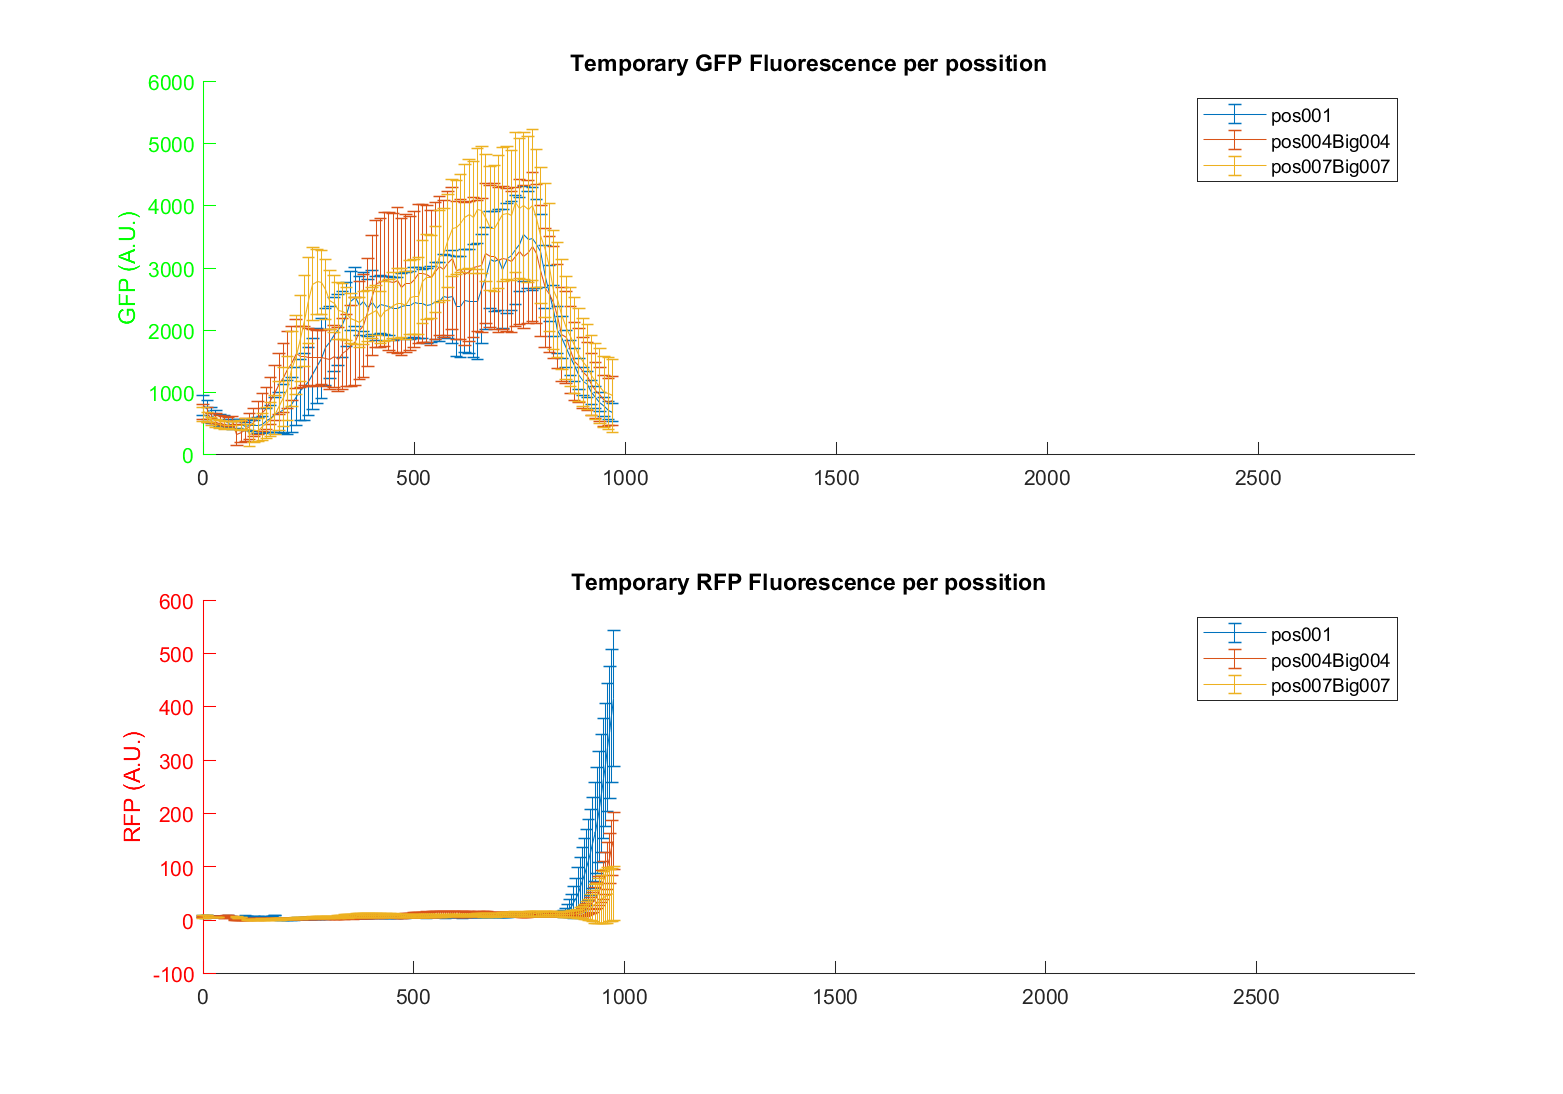 Temporary GFP Fluorescence per possition
6000
5000
4000
3000
2000
1000
0
GFP (A.U.)
0 500 1000 1500 2000 2500
pos001
pos004Big004
pos007Big007
Temporary RFP Fluorescence per possition
600
500
400
300
200
100
0
-100
RFP (A.U.)
0 500 1000 1500 2000 2500
pos001
pos004Big004
pos007Big007